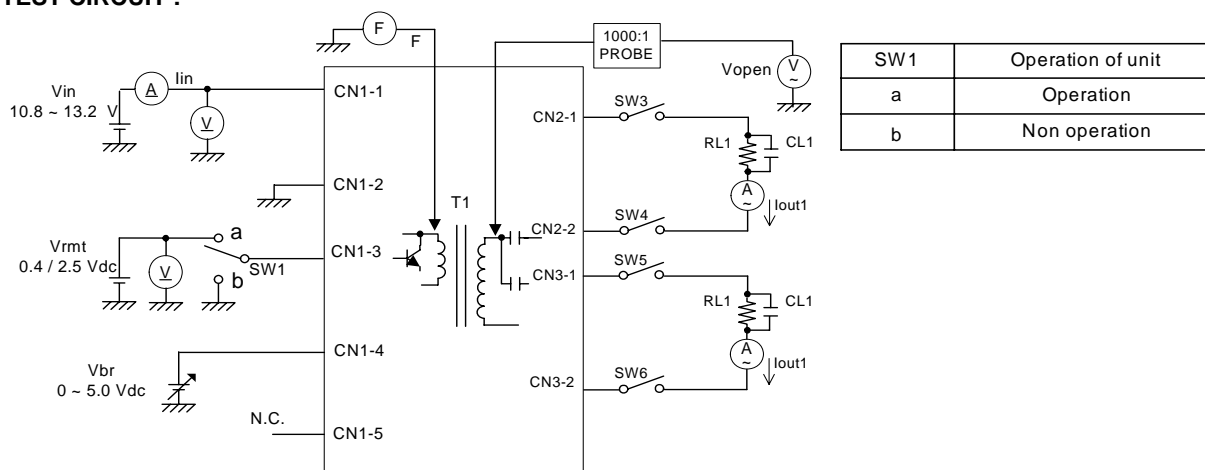 TEST CIRCUIT :
F
F
1000:1
PROBE
Vopen
V
~
SW1 Operation of unit
a Operation
b Non operation
Vin
10.8 ~ 13.2 V
A
Iin
V
CN1-1
CN2-1
SW3
RL1
CL1
A
~
Iout1
CN1-2
T1
CN2-2
SW4
Vrmt
0.4 / 2.5 Vdc
V
a
b
SW1
CN1-3
CN3-1
SW5
RL1
CL1
A
~
Iout1
Vbr
0 ~ 5.0 Vdc
CN1-4
CN3-2
SW6
N.C.
CN1-5